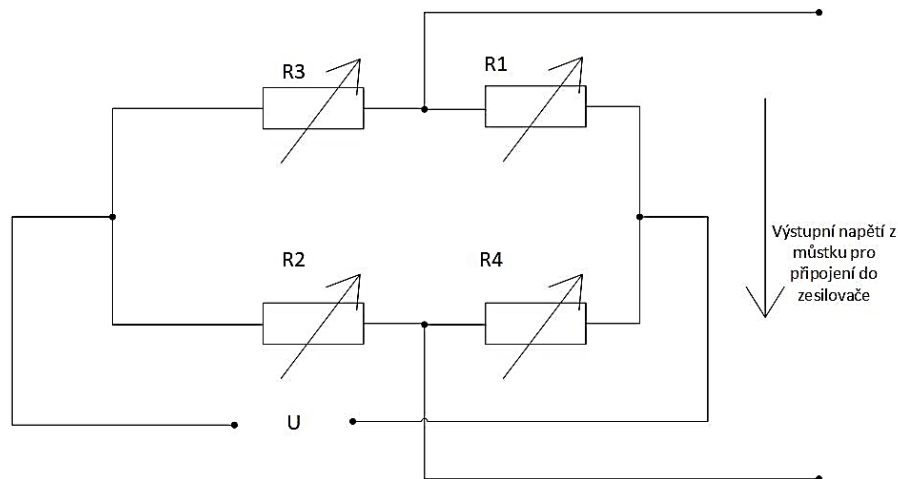 R3
R1
Výstupní napětí z
můstku pro
připojení do
zesilovače
R2
R4
U